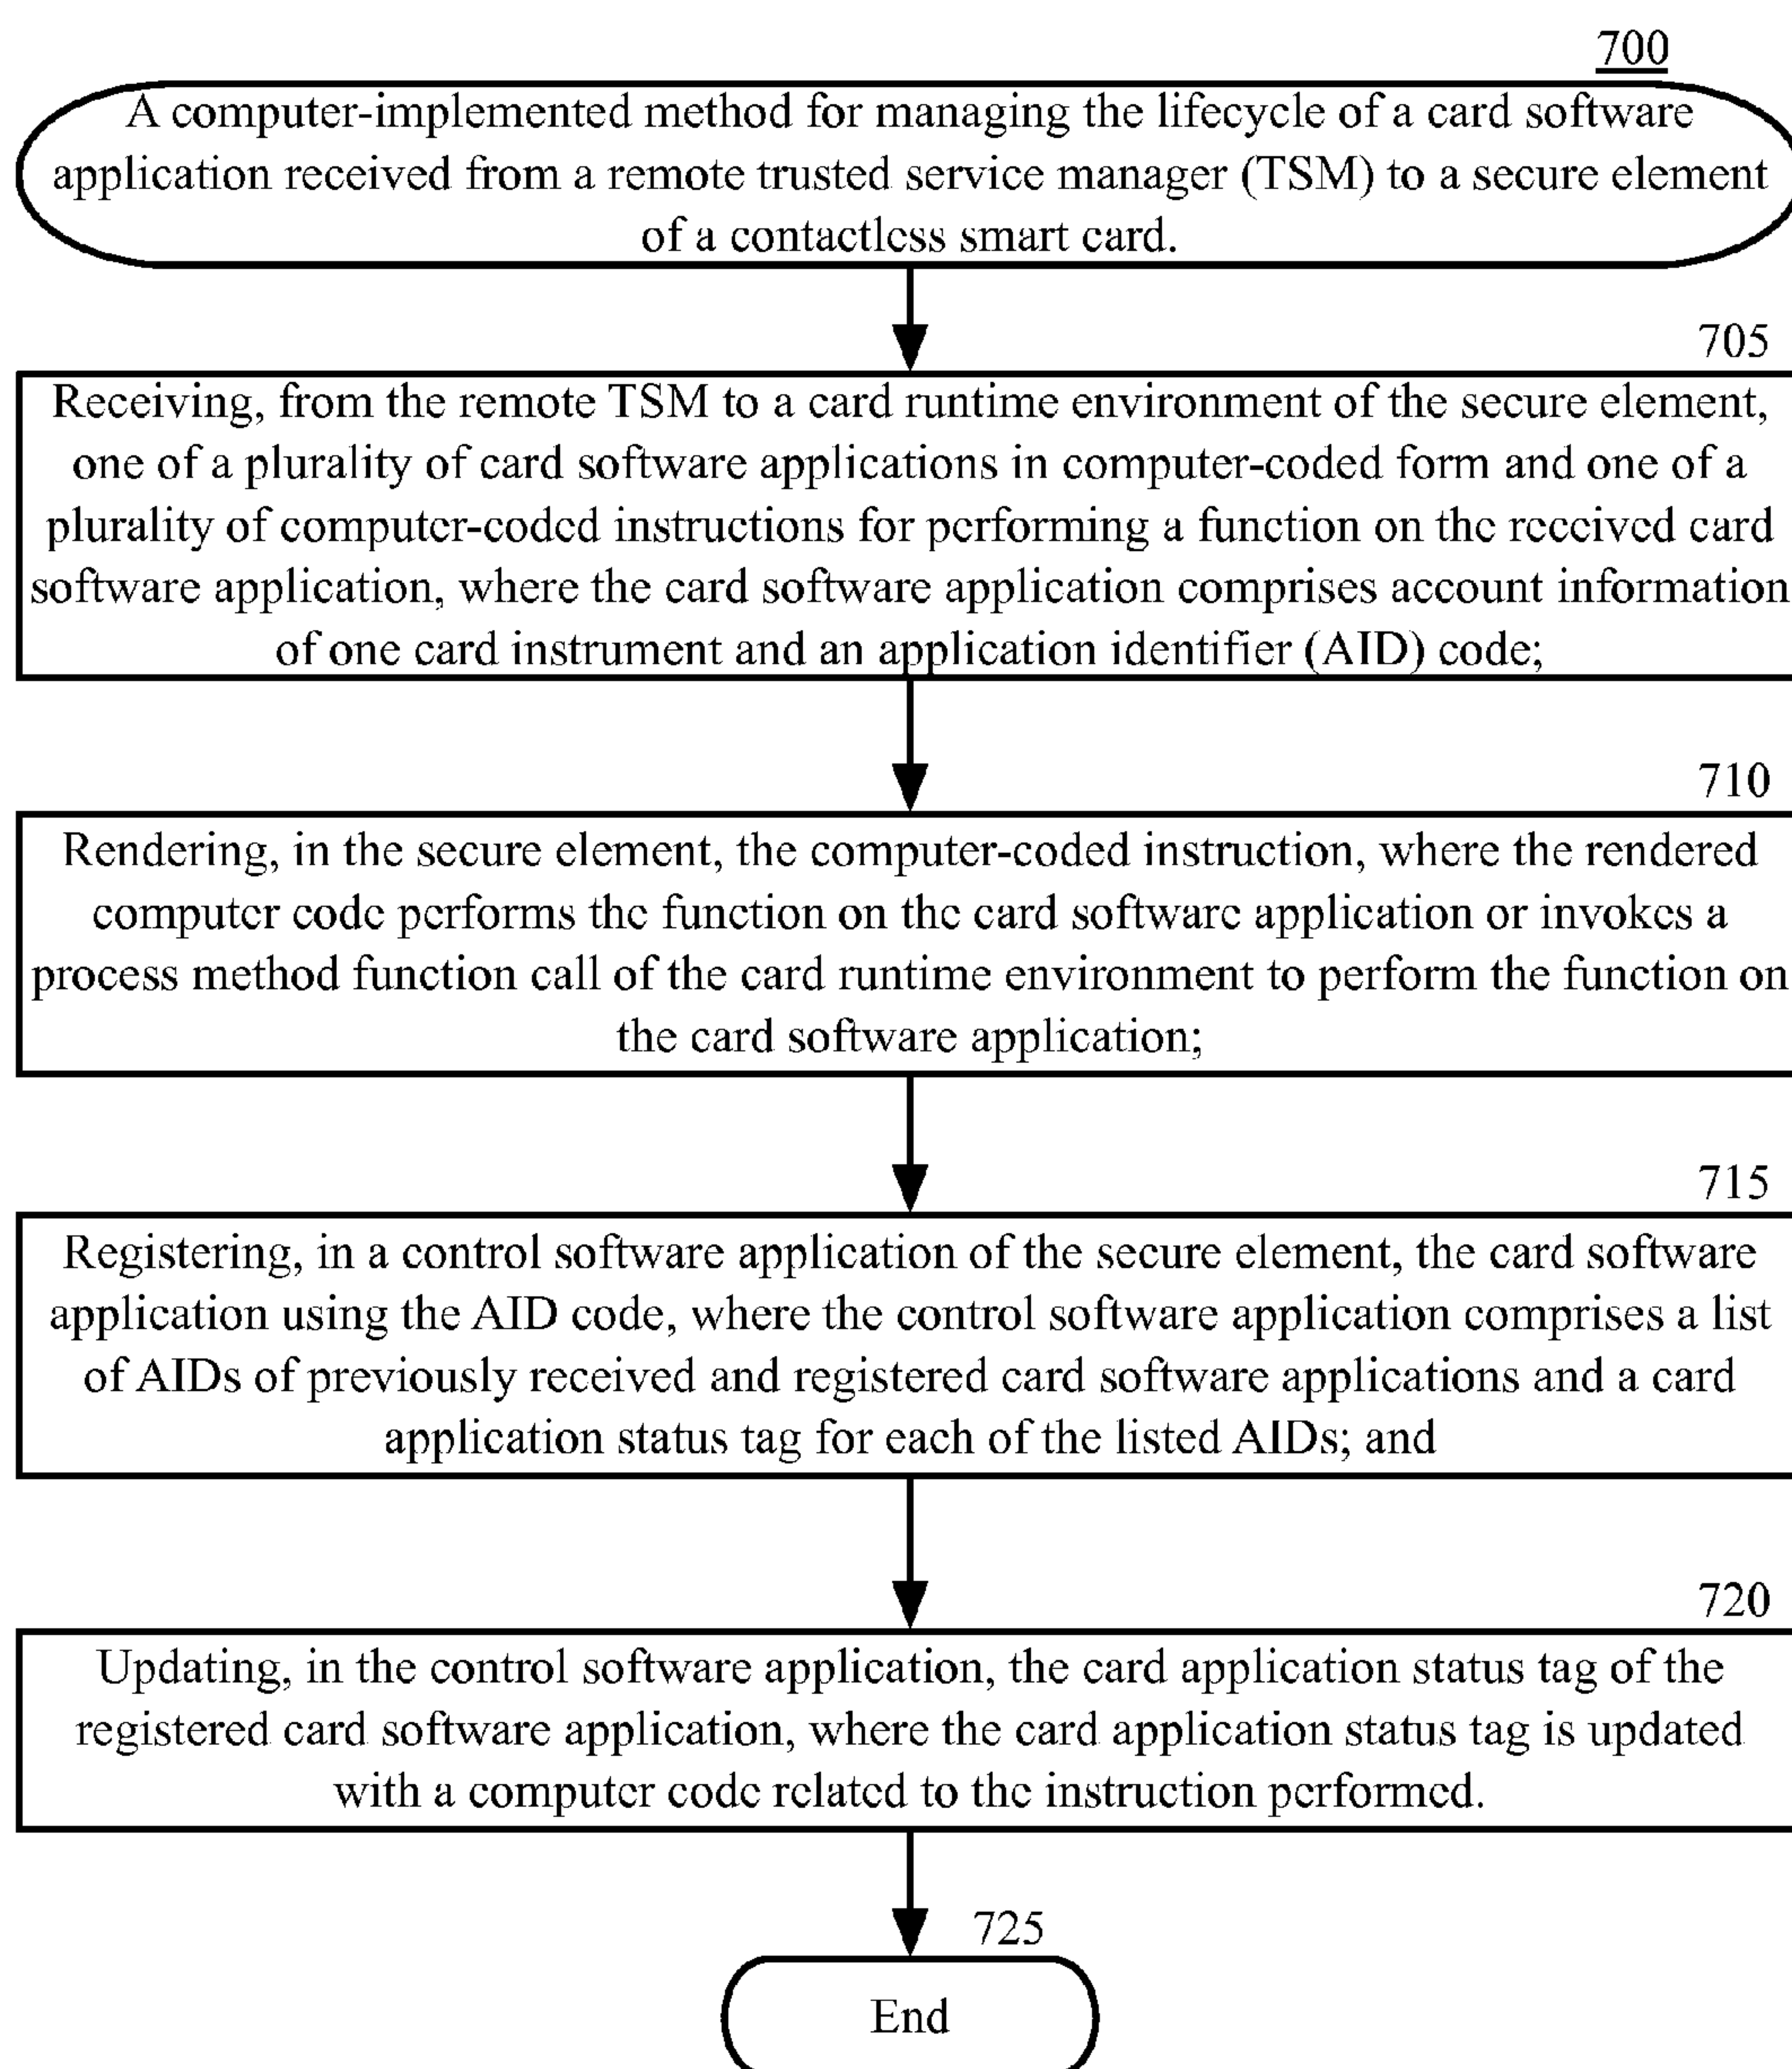 700
A computer-implemented method for managing the lifecycle of a card software
application received from a remote trusted service manager (TSM) to a secure element
of a contactless smart card.
705
Receiving, from the remote TSM to a card runtime environment of the secure element,
one of a plurality of card software applications in computer-coded form and one of a
plurality of computer-coded instructions for performing a function on the received card
software application, where the card software application comprises account information
of one card instrument and an application identifier (AID) code;
710
Rendering, in the secure element, the computer-coded instruction, where the rendered
computer code performs the function on the card software application or invokes a
process method function call of the card runtime environment to perform the function on
the card software application;
715
Registering, in a control software application of the secure element, the card software
application using the AID code, where the control software application comprises a list
of AIDs of previously received and registered card software applications and a card
application status tag for each of the listed AIDs; and
720
Updating, in the control software application, the card application status tag of the
registered card software application, where the card application status tag is updated
with a computer code related to the instruction performed.
725
End